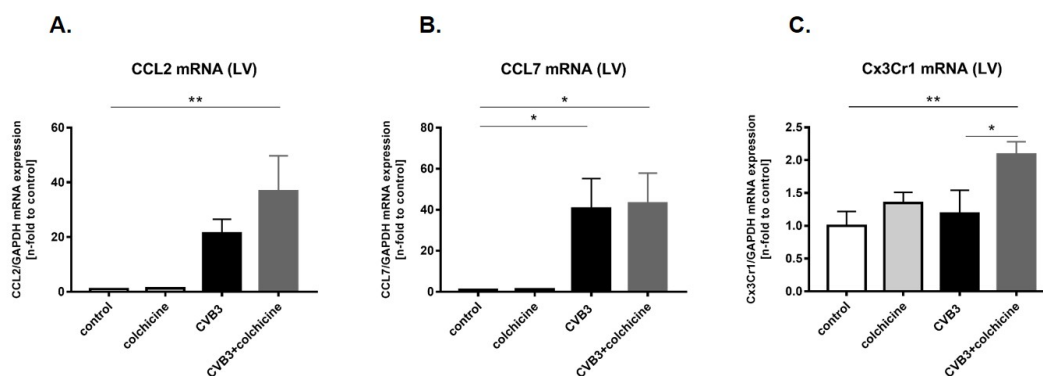 A.
CCL2 mRNA (LV)
**
CCL2/GAPDH mRNA expression
[n-fold to control]
60
40
20
0
control
colchicine
CVB3
CVB3+colchicine
B.
CCL7 mRNA (LV)
*
*
CCL7/GAPDH mRNA expression
[n-fold to control]
80
60
40
20
0
control
colchicine
CVB3
CVB3+colchicine
C.
Cx3Cr1 mRNA (LV)
**
*
Cx3Cr1/GAPDH mRNA expression
[n-fold to control]
2.5
2.0
1.5
1.0
0.5
0.0
control
colchicine
CVB3
CVB3+colchicine